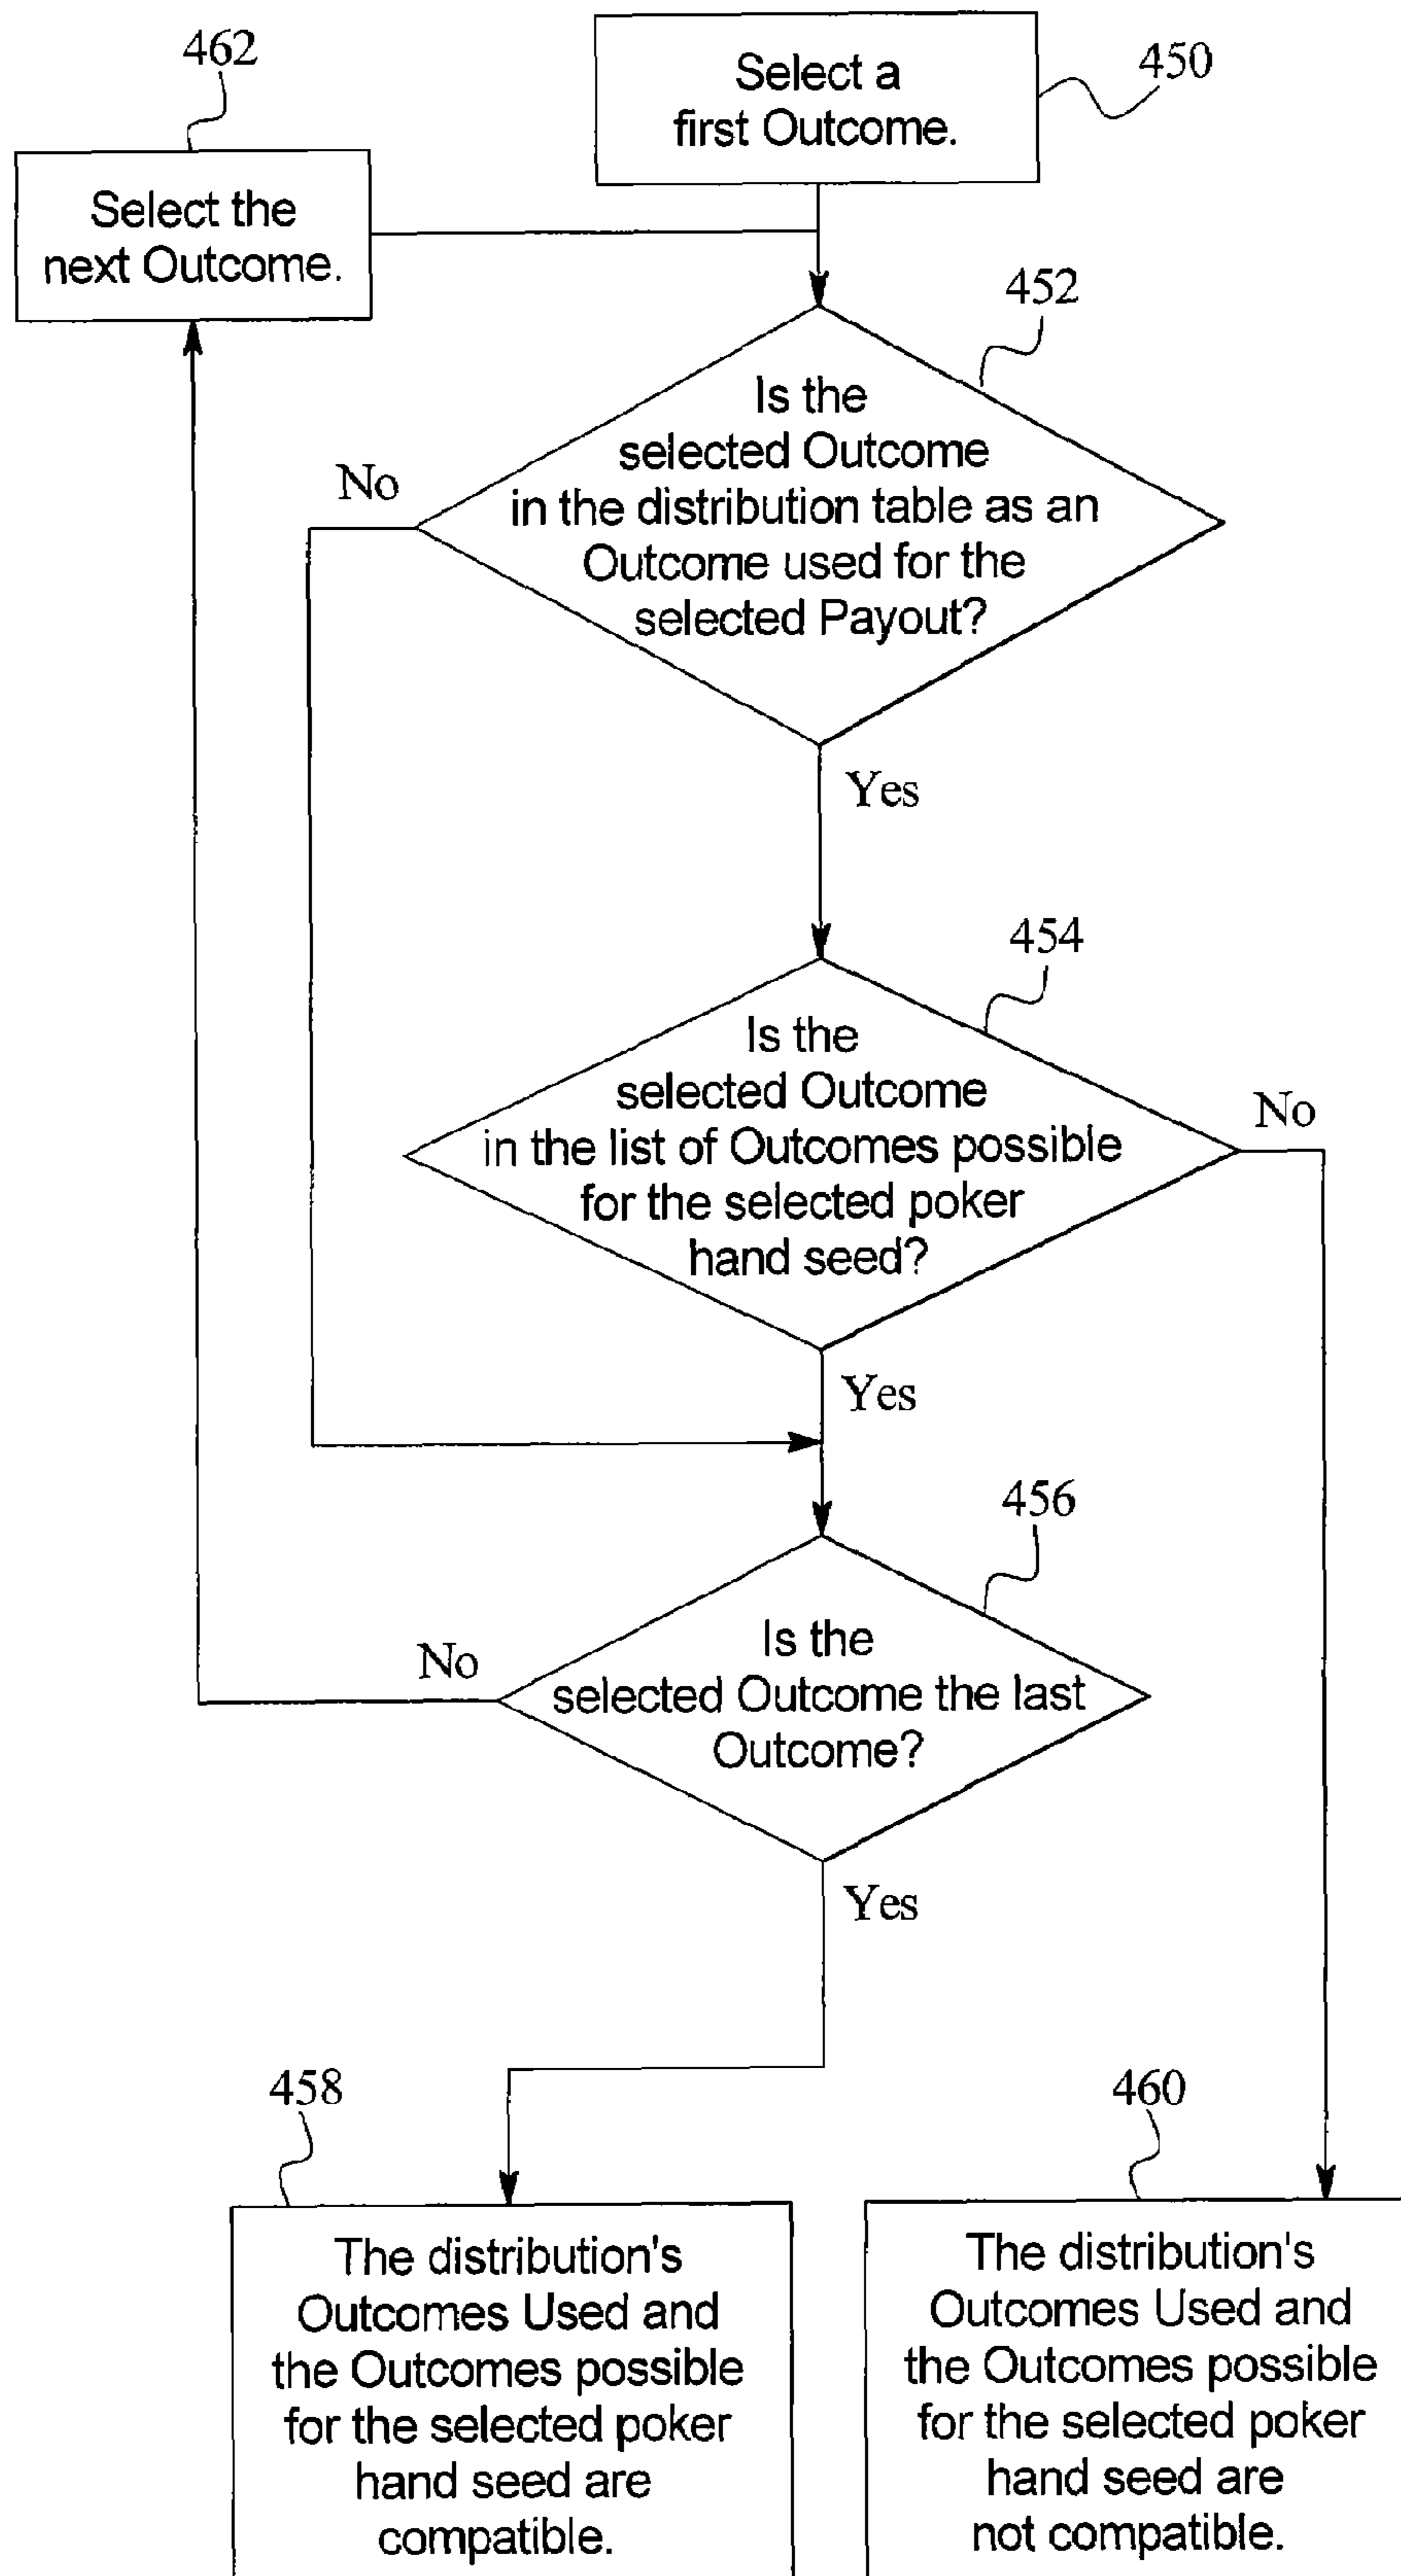 462
Select a
first Outcome.
450
Select the
next Outcome.
452
Is the
selected Outcome
in the distribution table as an
Outcome used for the
selected Payout?
No
Yes
454
Is the
selected Outcome
in the list of Outcomes possible
for the selected poker
hand seed?
No
Yes
456
Is the
selected Outcome the last
Outcome?
No
Yes
458
The distribution's
Outcomes Used and
the Outcomes possible
for the selected poker
hand seed are
compatible.
460
The distribution's
Outcomes Used and
the Outcomes possible
for the selected poker
hand seed are
not compatible.